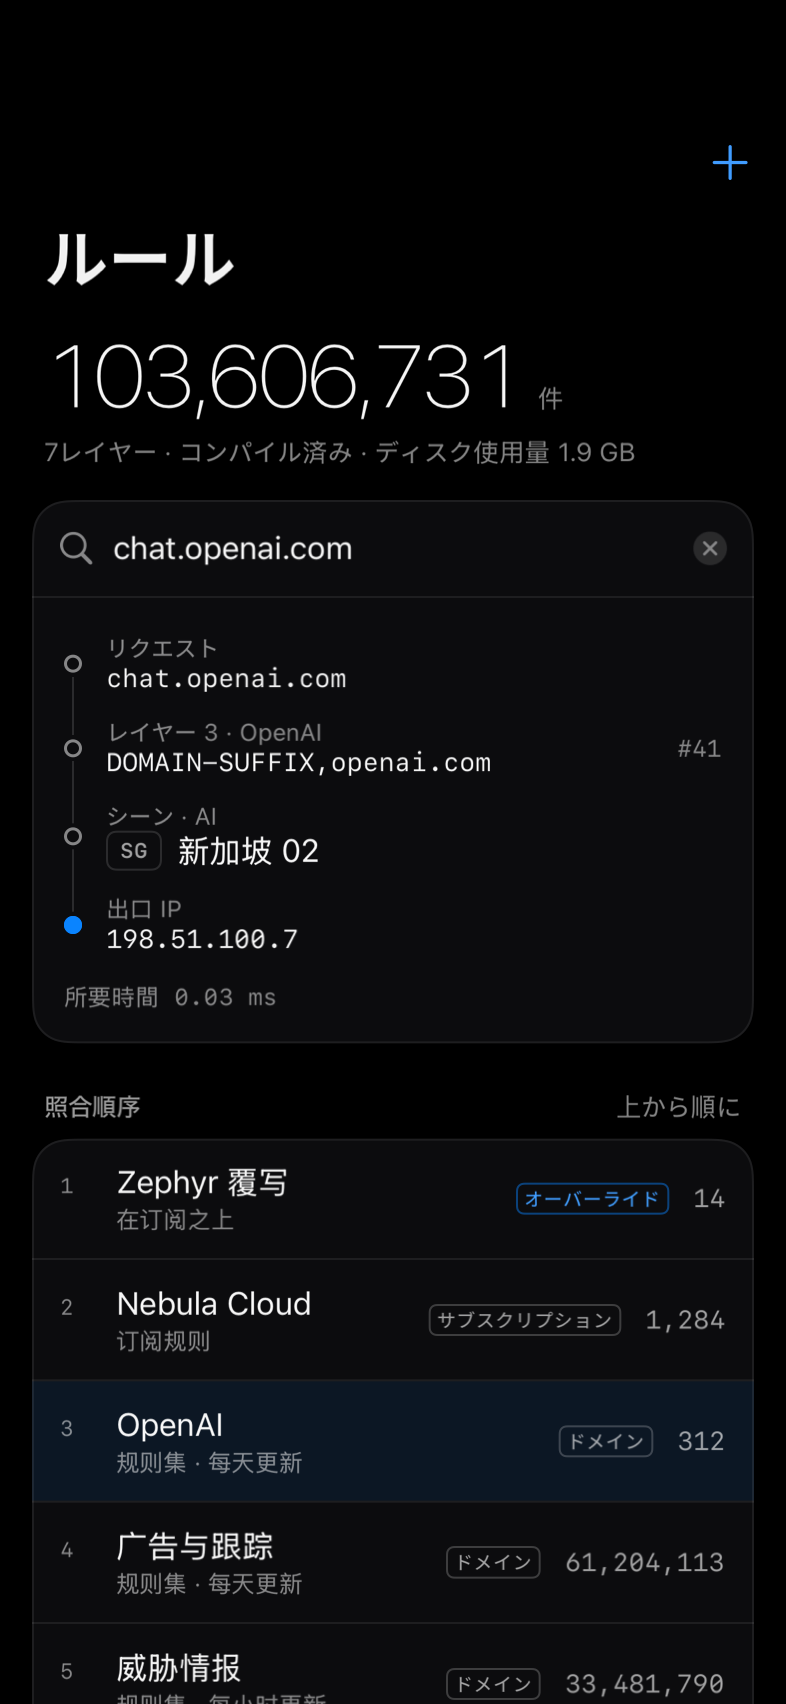 ルール
103,606,731 件
7レイヤー · コンパイル済み · ディスク使用量 1.9 GB
chat.openai.com
リクエスト
chat.openai.com
レイヤー 3 · OpenAI
DOMAIN-SUFFIX,openai.com #41
シーン · AI
SG 新加坡 02
出口 IP
198.51.100.7
所要時間 0.03 ms
照合順序 上から順に
1 Zephyr 覆写 オーバーライド 14
在订阅之上
2 Nebula Cloud サブスクリプション 1,284
订阅规则
3 OpenAI ドメイン 312
规则集 · 每天更新
4 广告与跟踪 ドメイン 61,204,113
规则集 · 每天更新
5 威胁情报 ドメイン 33,481,790
规则集 · 每小时更新